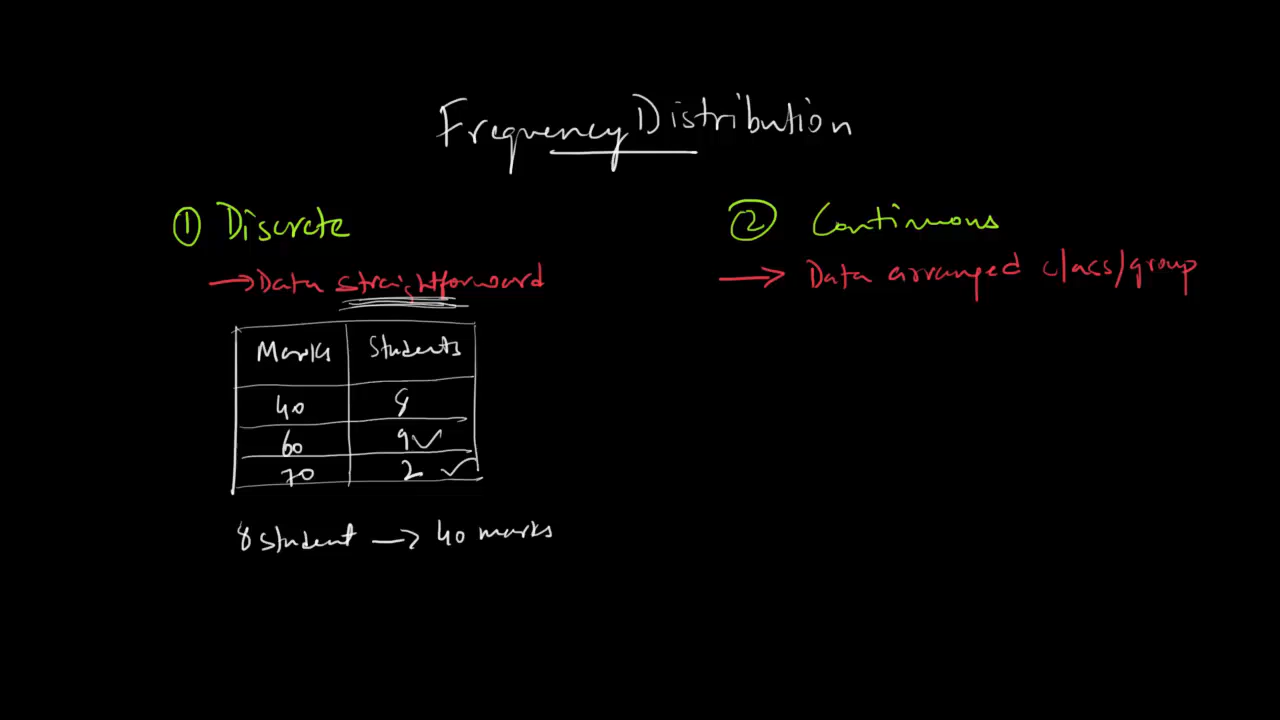 Frequency Distribution
① Discrete
→ Data straightforward
Marks Students
40 8
60 9 ✓
70 2 ✓
8 student → 40 marks
② Continuous
→ Data arranged class/group